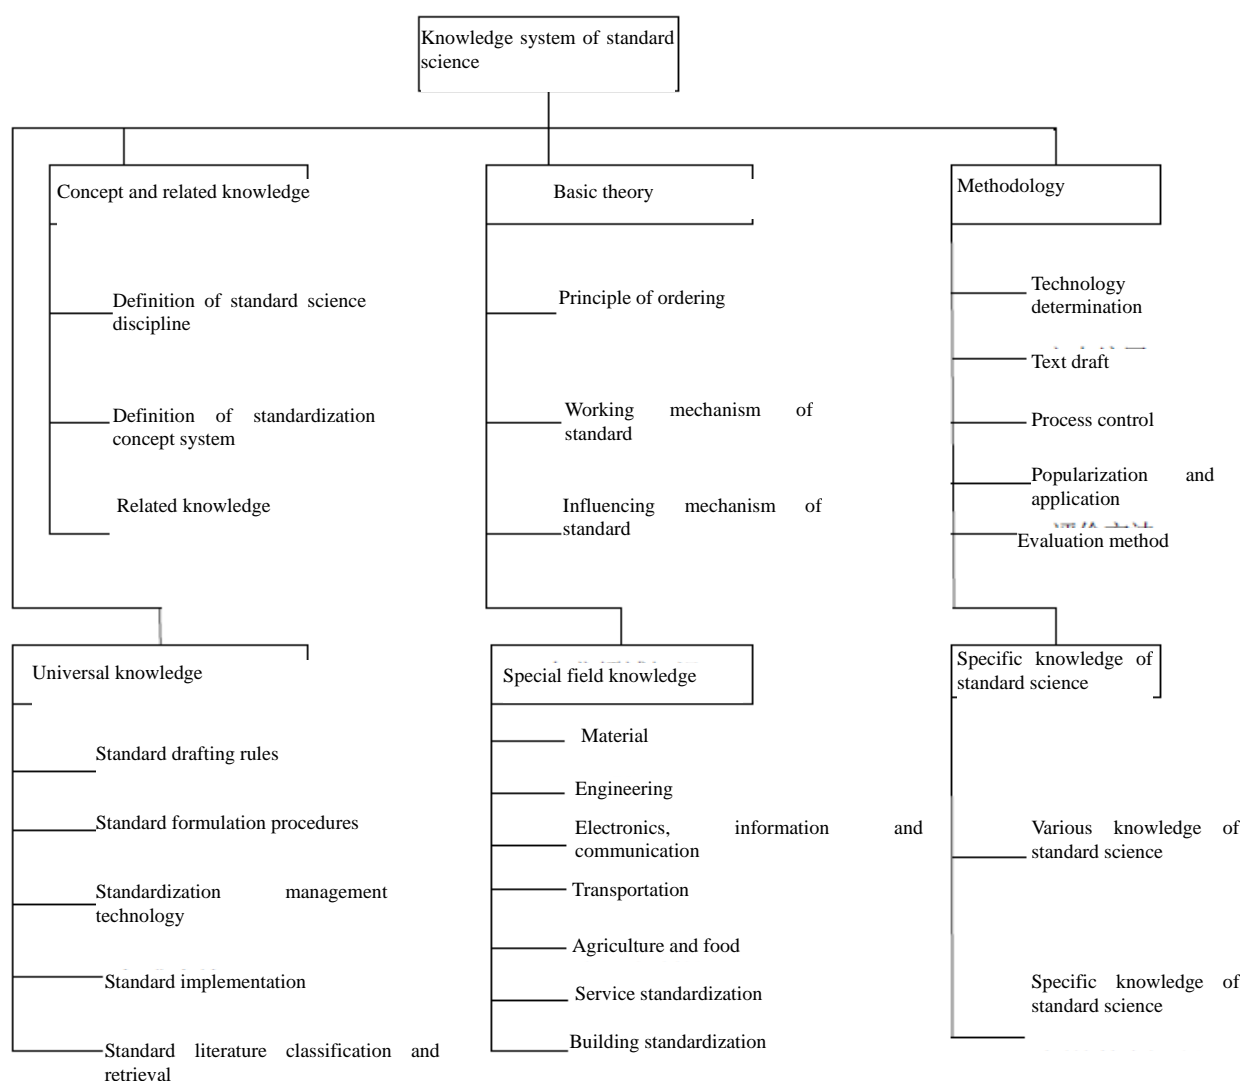 Knowledge system of standard
science
Concept and related knowledge
Basic theory
Methodology
Definition of standard science
discipline
Definition of standardization
concept system
Related knowledge
Principle of ordering
Working mechanism of
standard
Influencing mechanism of
standard
Technology
determination
Text draft
Process control
Popularization and
application
Evaluation method
Universal knowledge
Special field knowledge
Specific knowledge of
standard science
Standard drafting rules
Standard formulation procedures
Standardization management
technology
Standard implementation
Standard literature classification and
retrieval
Material
Engineering
Electronics, information and
communication
Transportation
Agriculture and food
Service standardization
Building standardization
Various knowledge of
standard science
Specific knowledge of
standard science